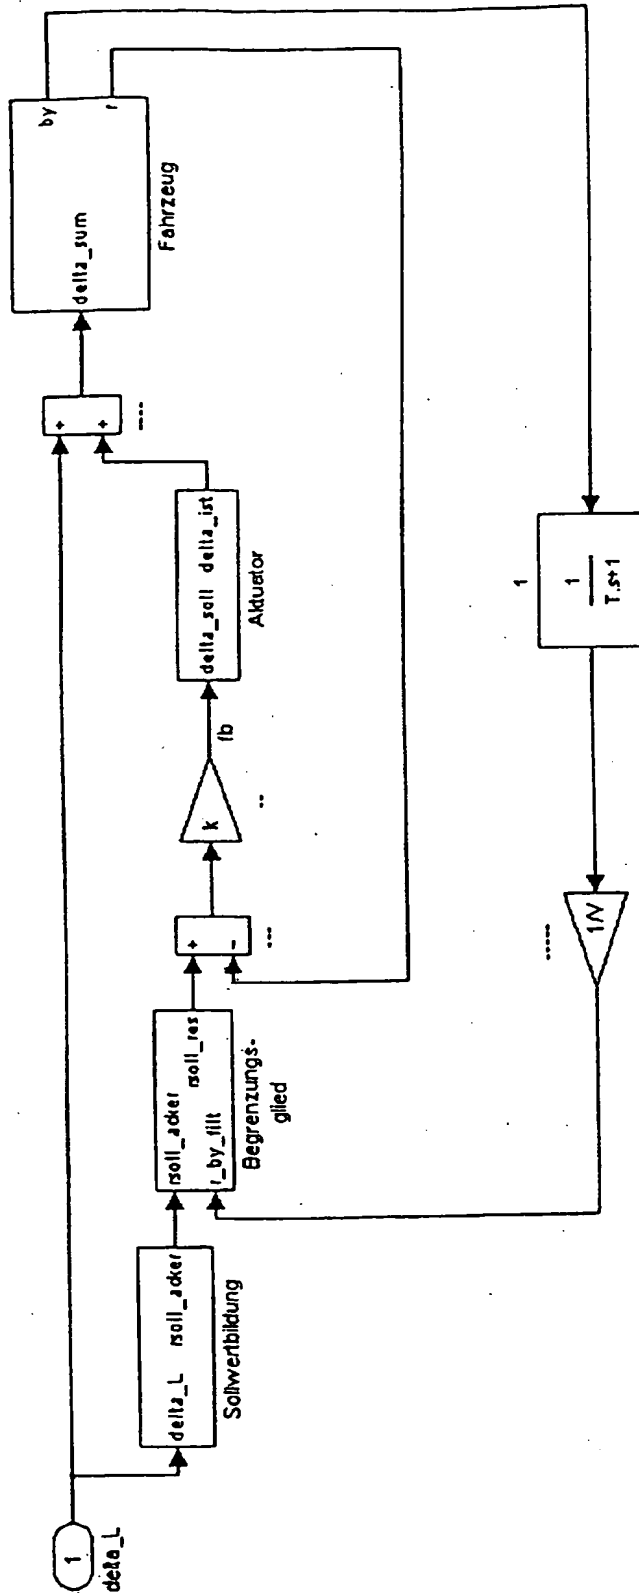 1
delta_L
delta_L rsoll_acker
Sollwertbildung
rsoll_acker
rsoll_res
r_by_filt
Begrenzungs-
glied
+
-
---
k
--
fb
delta_soll delta_ist
Aktuator
+
+
----
delta_sum
by
r
Fahrzeug
1
1
T.s+1
1/V
-----